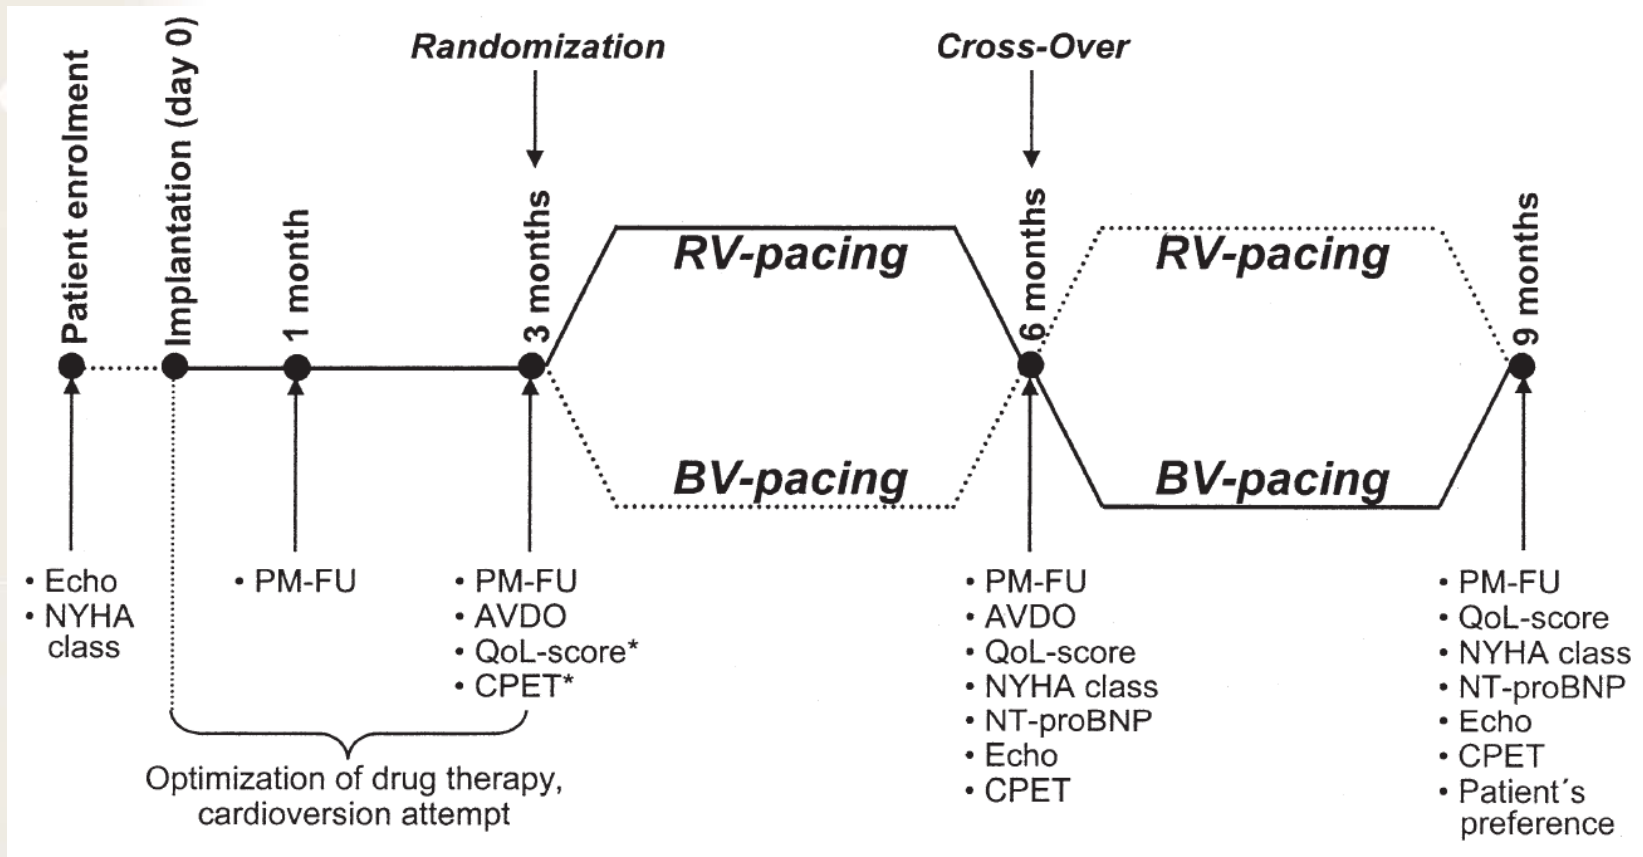 Randomization
Cross-Over
Patient enrolment
Implantation (day 0)
1 month
3 months
6 months
9 months
RV-pacing
RV-pacing
BV-pacing
BV-pacing
• Echo
• NYHA
class
• PM-FU
• PM-FU
• AVDO
• QoL-score*
• CPET*
• PM-FU
• AVDO
• QoL-score
• NYHA class
• NT-proBNP
• Echo
• CPET
• PM-FU
• QoL-score
• NYHA class
• NT-proBNP
• Echo
• CPET
• Patient´s
preference
Optimization of drug therapy,
cardioversion attempt